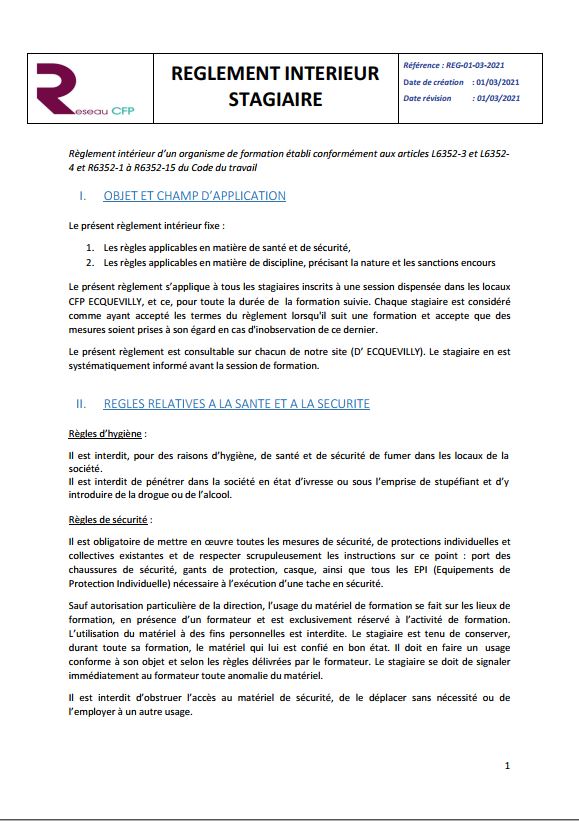 Reseau CFP
REGLEMENT INTERIEUR
STAGIAIRE
Référence : REG-01-03-2021
Date de création : 01/03/2021
Date révision : 01/03/2021
Règlement intérieur d’un organisme de formation établi conformément aux articles L6352-3 et L6352-
4 et R6352-1 à R6352-15 du Code du travail
I. OBJET ET CHAMP D’APPLICATION
Le présent règlement intérieur fixe :
1. Les règles applicables en matière de santé et de sécurité,
2. Les règles applicables en matière de discipline, précisant la nature et les sanctions encours
Le présent règlement s’applique à tous les stagiaires inscrits à une session dispensée dans les locaux
CFP ECQUEVILLY, et ce, pour toute la durée de la formation suivie. Chaque stagiaire est considéré
comme ayant accepté les termes du règlement lorsqu'il suit une formation et accepte que des
mesures soient prises à son égard en cas d'inobservation de ce dernier.
Le présent règlement est consultable sur chacun de notre site (D’ ECQUEVILLY). Le stagiaire en est
systématiquement informé avant la session de formation.
II. REGLES RELATIVES A LA SANTE ET A LA SECURITE
Règles d’hygiène :
Il est interdit, pour des raisons d’hygiène, de santé et de sécurité de fumer dans les locaux de la
société.
Il est interdit de pénétrer dans la société en état d’ivresse ou sous l’emprise de stupéfiant et d’y
introduire de la drogue ou de l’alcool.
Règles de sécurité :
Il est obligatoire de mettre en œuvre toutes les mesures de sécurité, de protections individuelles et
collectives existantes et de respecter scrupuleusement les instructions sur ce point : port des
chaussures de sécurité, gants de protection, casque, ainsi que tous les EPI (Equipements de
Protection Individuelle) nécessaire à l’exécution d’une tache en sécurité.
Sauf autorisation particulière de la direction, l’usage du matériel de formation se fait sur les lieux de
formation, en présence d’un formateur et est exclusivement réservé à l’activité de formation.
L’utilisation du matériel à des fins personnelles est interdite. Le stagiaire est tenu de conserver,
durant toute sa formation, le matériel qui lui est confié en bon état. Il doit en faire un usage
conforme à son objet et selon les règles délivrées par le formateur. Le stagiaire se doit de signaler
immédiatement au formateur toute anomalie du matériel.
Il est interdit d’obstruer l’accès au matériel de sécurité, de le déplacer sans nécessité ou de
l’employer à un autre usage.
1